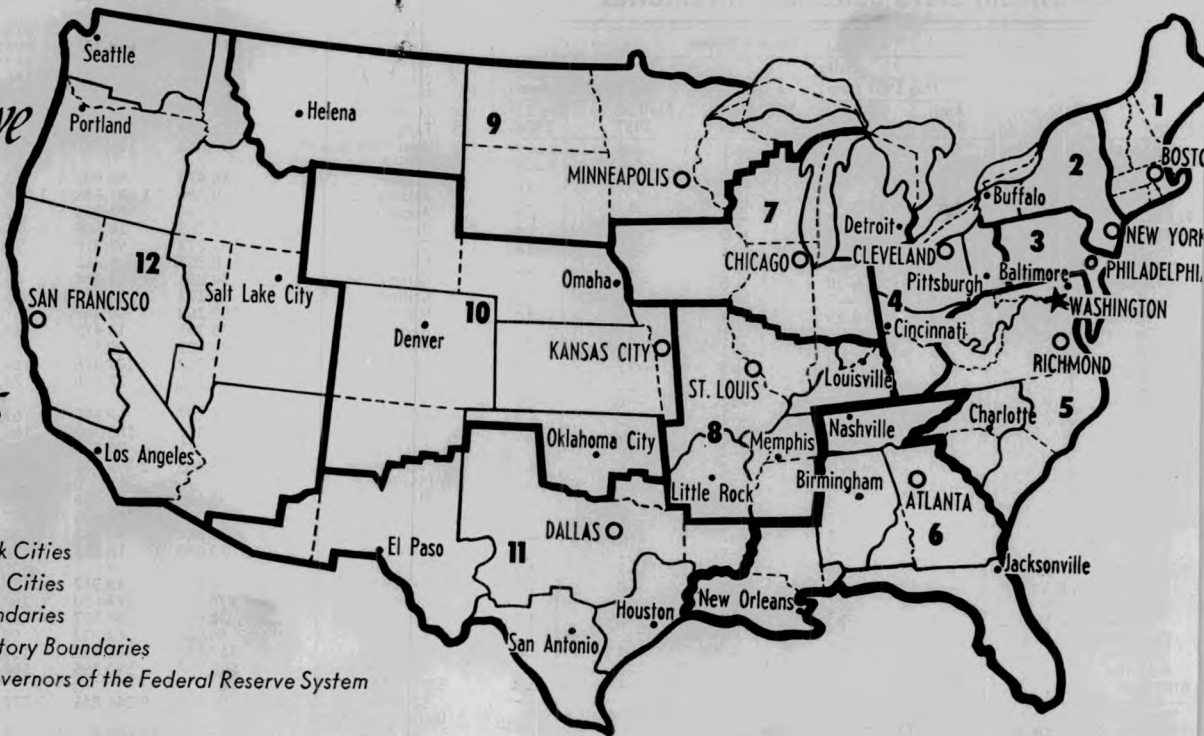 Seattle
Portland
Helena
9
MINNEAPOLIS
1
BOSTO
2
Buffalo
NEW YORK
7
Detroit
CLEVELAND
3
PHILADELPHI
CHICAGO
Pittsburgh
Baltimore
WASHINGTON
12
Salt Lake City
SAN FRANCISCO
Omaha
4
Cincinnati
10
Denver
KANSAS CITY
RICHMOND
ST. LOUIS
Louisville
5
Charlotte
Nashville
Los Angeles
Oklahoma City
8
Memphis
Birmingham
Little Rock
ATLANTA
DALLAS
6
El Paso
11
Jacksonville
Houston
New Orleans
San Antonio
k Cities
Cities
ndaries
tory Boundaries
vernors of the Federal Reserve System